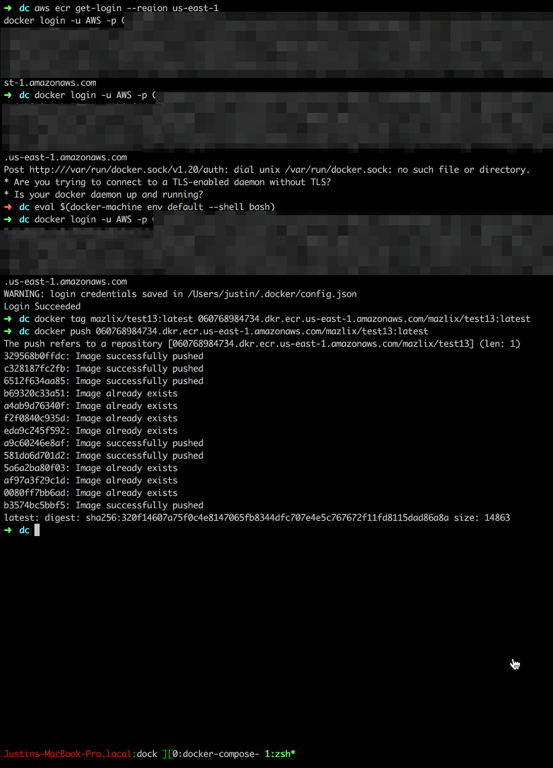 ➜ dc aws ecr get-login --region us-east-1
docker login -u AWS -p
st-1.amazonaws.com
➜ dc docker login -u AWS -p
.us-east-1.amazonaws.com
Post http:///var/run/docker.sock/v1.20/auth: dial unix /var/run/docker.sock: no such file or directory.
* Are you trying to connect to a TLS-enabled daemon without TLS?
* Is your docker daemon up and running?
➜ dc eval $(docker-machine env default --shell bash)
➜ dc docker login -u AWS -p
.us-east-1.amazonaws.com
WARNING: login credentials saved in /Users/justin/.docker/config.json
Login Succeeded
➜ dc docker tag mazlix/test13:latest 060768984734.dkr.ecr.us-east-1.amazonaws.com/mazlix/test13:latest
➜ dc docker push 060768984734.dkr.ecr.us-east-1.amazonaws.com/mazlix/test13:latest
The push refers to a repository [060768984734.dkr.ecr.us-east-1.amazonaws.com/mazlix/test13] (len: 1)
329568b0ffdc: Image successfully pushed
c328187fc2fb: Image successfully pushed
6512f634aa85: Image successfully pushed
b69320c33a51: Image already exists
a4ab9d76340f: Image already exists
f2f0840c935d: Image already exists
eda9c245f592: Image already exists
a9c60246e8af: Image successfully pushed
581da6d701d2: Image successfully pushed
5a6a2ba80f03: Image already exists
af97a3f29c1d: Image already exists
0080ff7bb6ad: Image already exists
b3574bc5bbf5: Image successfully pushed
latest: digest: sha256:320f14607a75f0c4e8147065fb8344dfc707e4e5c767672f11fd8115dad86a8a size: 14863
➜ dc
Justins-MacBook-Pro.local:dock ][0:docker-compose- 1:zsh*